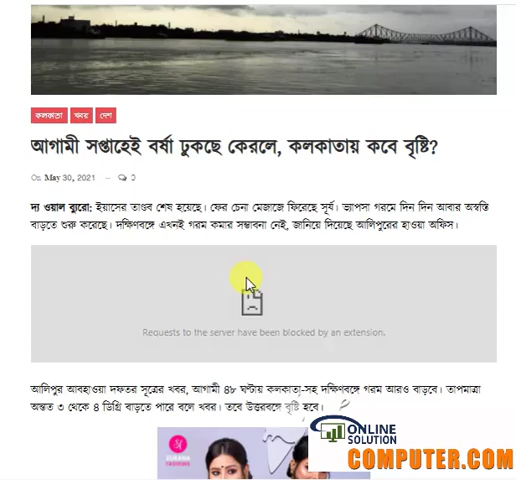 কলকাতা খবর দেশ
আগামী সপ্তাহেই বর্ষা ঢুকছে কেরলে, কলকাতায় কবে বৃষ্টি?
On May 30, 2021 – 0
দ্য ওয়াল ব্যুরো: ইয়াসের তাণ্ডব শেষ হয়েছে। ফের চেনা মেজাজে ফিরেছে সূর্য। ভ্যাপসা গরমে দিন দিন আবার অস্বস্তি
বাড়তে শুরু করেছে। দক্ষিণবঙ্গে এখনই গরম কমার সম্ভাবনা নেই, জানিয়ে দিয়েছে আলিপুরের হাওয়া অফিস।
Requests to the server have been blocked by an extension.
আলিপুর আবহাওয়া দফতর সূত্রের খবর, আগামী ৪৮ ঘণ্টায় কলকাতা-সহ দক্ষিণবঙ্গে গরম আরও বাড়বে। তাপমাত্রা
অন্তত ৩ থেকে ৪ ডিগ্রি বাড়তে পারে বলে খবর। তবে উত্তরবঙ্গে বৃষ্টি হবে।
ONLINE
SOLUTION
COMPUTER.COM